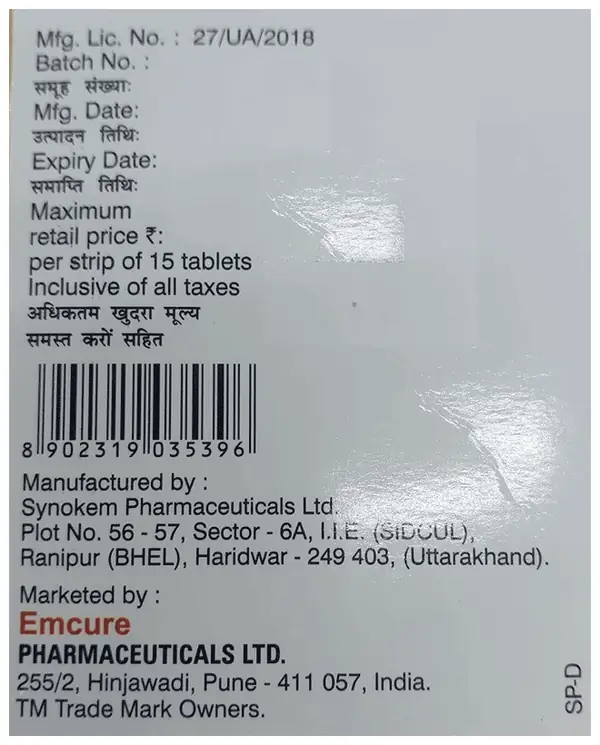 Mfg. Lic. No. : 27/UA/2018
Batch No. :
समूह संख्याः
Mfg. Date:
उत्पादन तिथिः
Expiry Date:
समाप्ति तिथिः
Maximum
retail price ₹:
per strip of 15 tablets
Inclusive of all taxes
अधिकतम खुदरा मूल्य
समस्त करों सहित
8 902319 035396
Manufactured by :
Synokem Pharmaceuticals Ltd.
Plot No. 56 - 57, Sector - 6A, I.I.E. (SIDCUL),
Ranipur (BHEL), Haridwar - 249 403, (Uttarakhand).
Marketed by :
Emcure
PHARMACEUTICALS LTD.
255/2, Hinjawadi, Pune - 411 057, India.
TM Trade Mark Owners.
SP-D